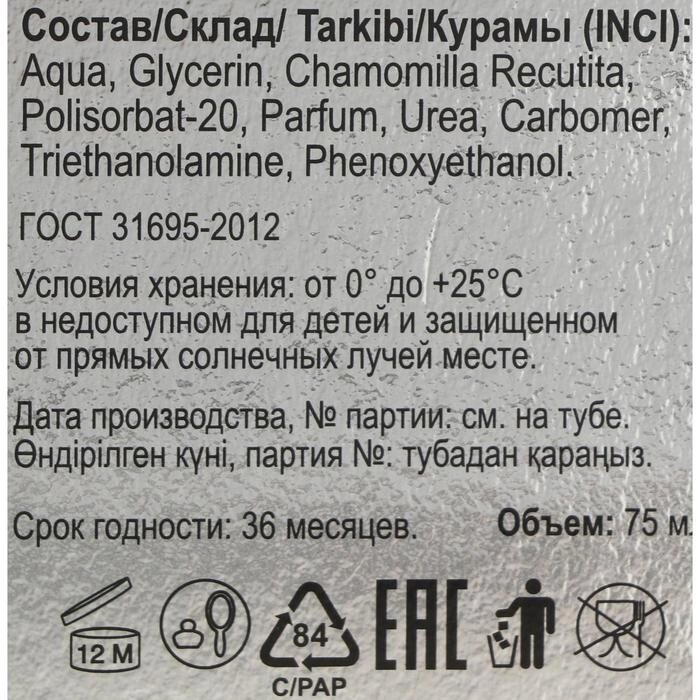 Состав/Склад/ Tarkibi/Курамы (INCI):
Aqua, Glycerin, Chamomilla Recutita,
Polisorbat-20, Parfum, Urea, Carbomer,
Triethanolamine, Phenoxyethanol.
ГОСТ 31695-2012
Условия хранения: от 0° до +25°С
в недоступном для детей и защищенном
от прямых солнечных лучей месте.
Дата производства, № партии: см. на тубе.
Өндірілген күні, партия №: тубадан қараңыз.
Срок годности: 36 месяцев. Объем: 75 м
12 M 84 EAC
C/PAP